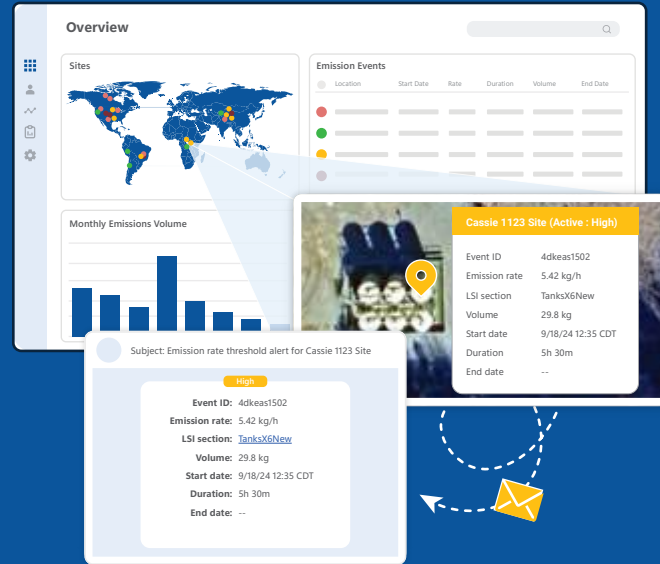 Overview
Sites
Emission Events
Location Start Date Rate Duration Volume End Date
Monthly Emissions Volume
Cassie 1123 Site (Active : High)
Event ID 4dkeas1502
Emission rate 5.42 kg/h
LSI section TanksX6New
Volume 29.8 kg
Start date 9/18/24 12:35 CDT
Duration 5h 30m
End date --
Subject: Emission rate threshold alert for Cassie 1123 Site
High
Event ID: 4dkeas1502
Emission rate: 5.42 kg/h
LSI section: TanksX6New
Volume: 29.8 kg
Start date: 9/18/24 12:35 CDT
Duration: 5h 30m
End date: --